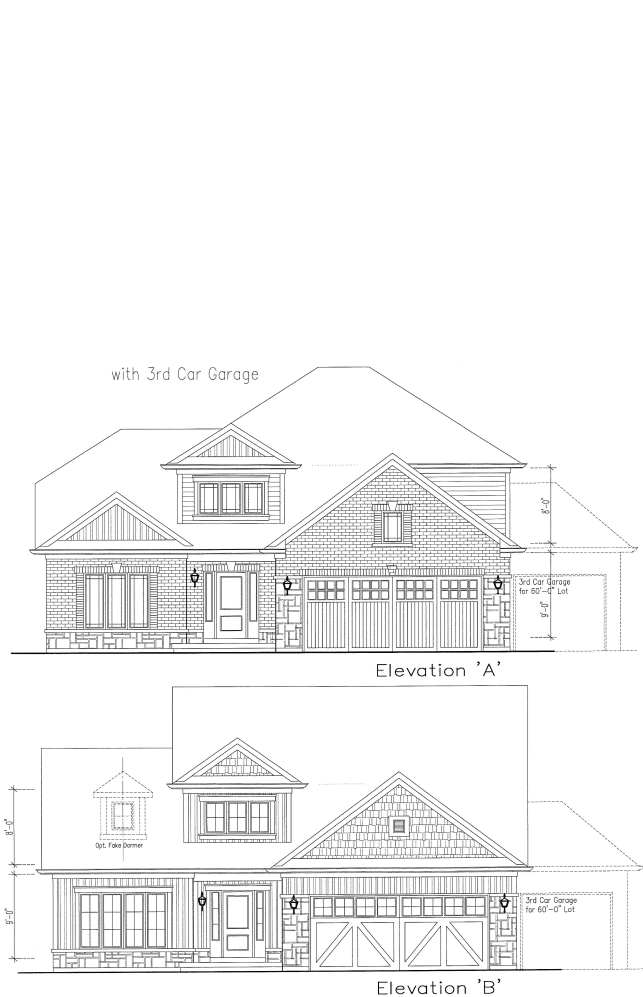 with 3rd Car Garage
8'-0"
3rd Car Garage
for 60'-0" Lot
9'-0"
Elevation 'A'
8'-0"
Opt. Fake Dormer
9'-0"
3rd Car Garage
for 60'-0" Lot
Elevation 'B'